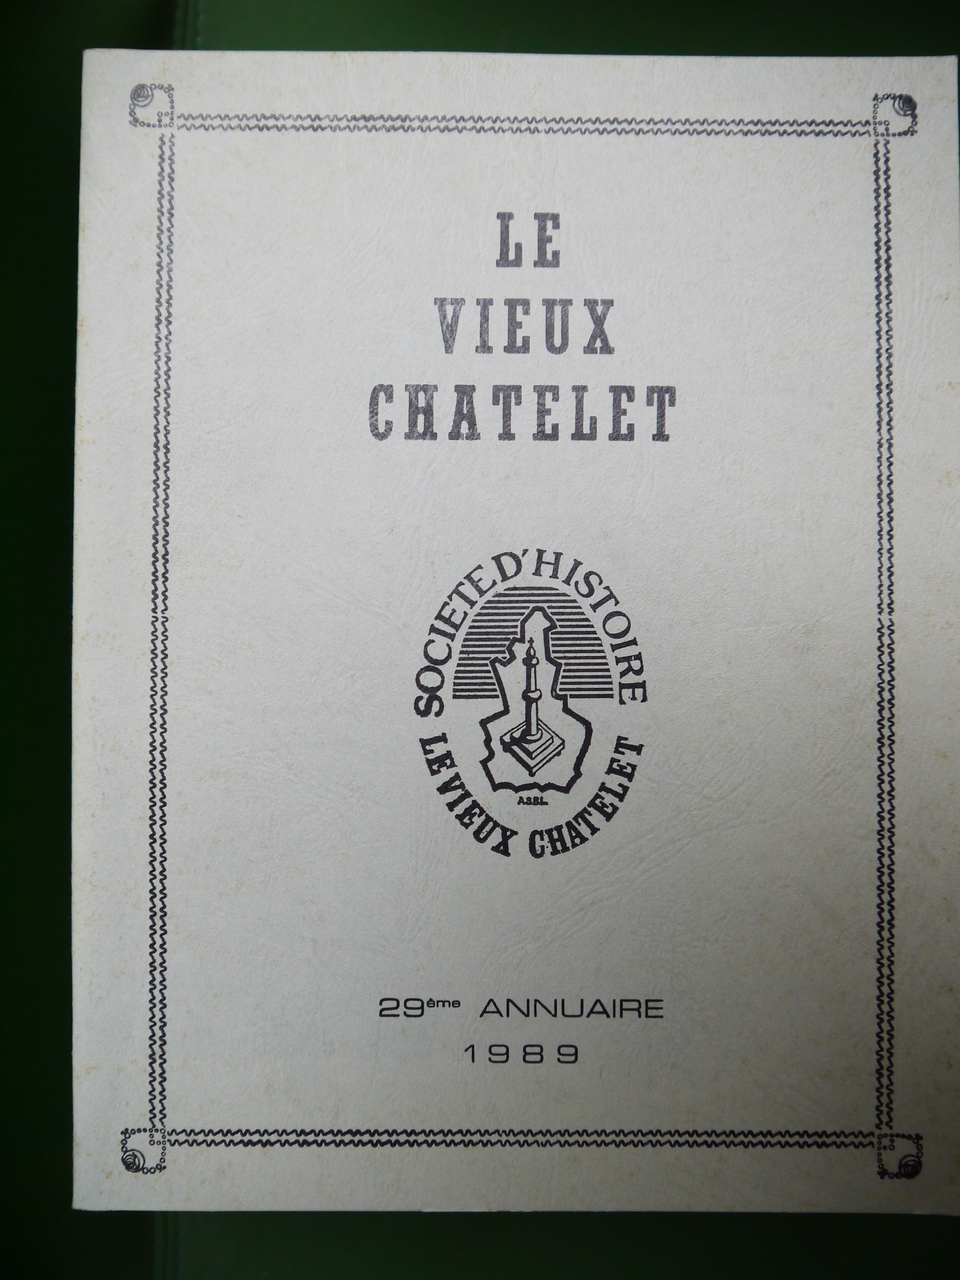 LE
VIEUX
CHATELET
SOCIETE D'HISTOIRE
A.S.B.L.
LE VIEUX CHATELET
29ème ANNUAIRE
1989